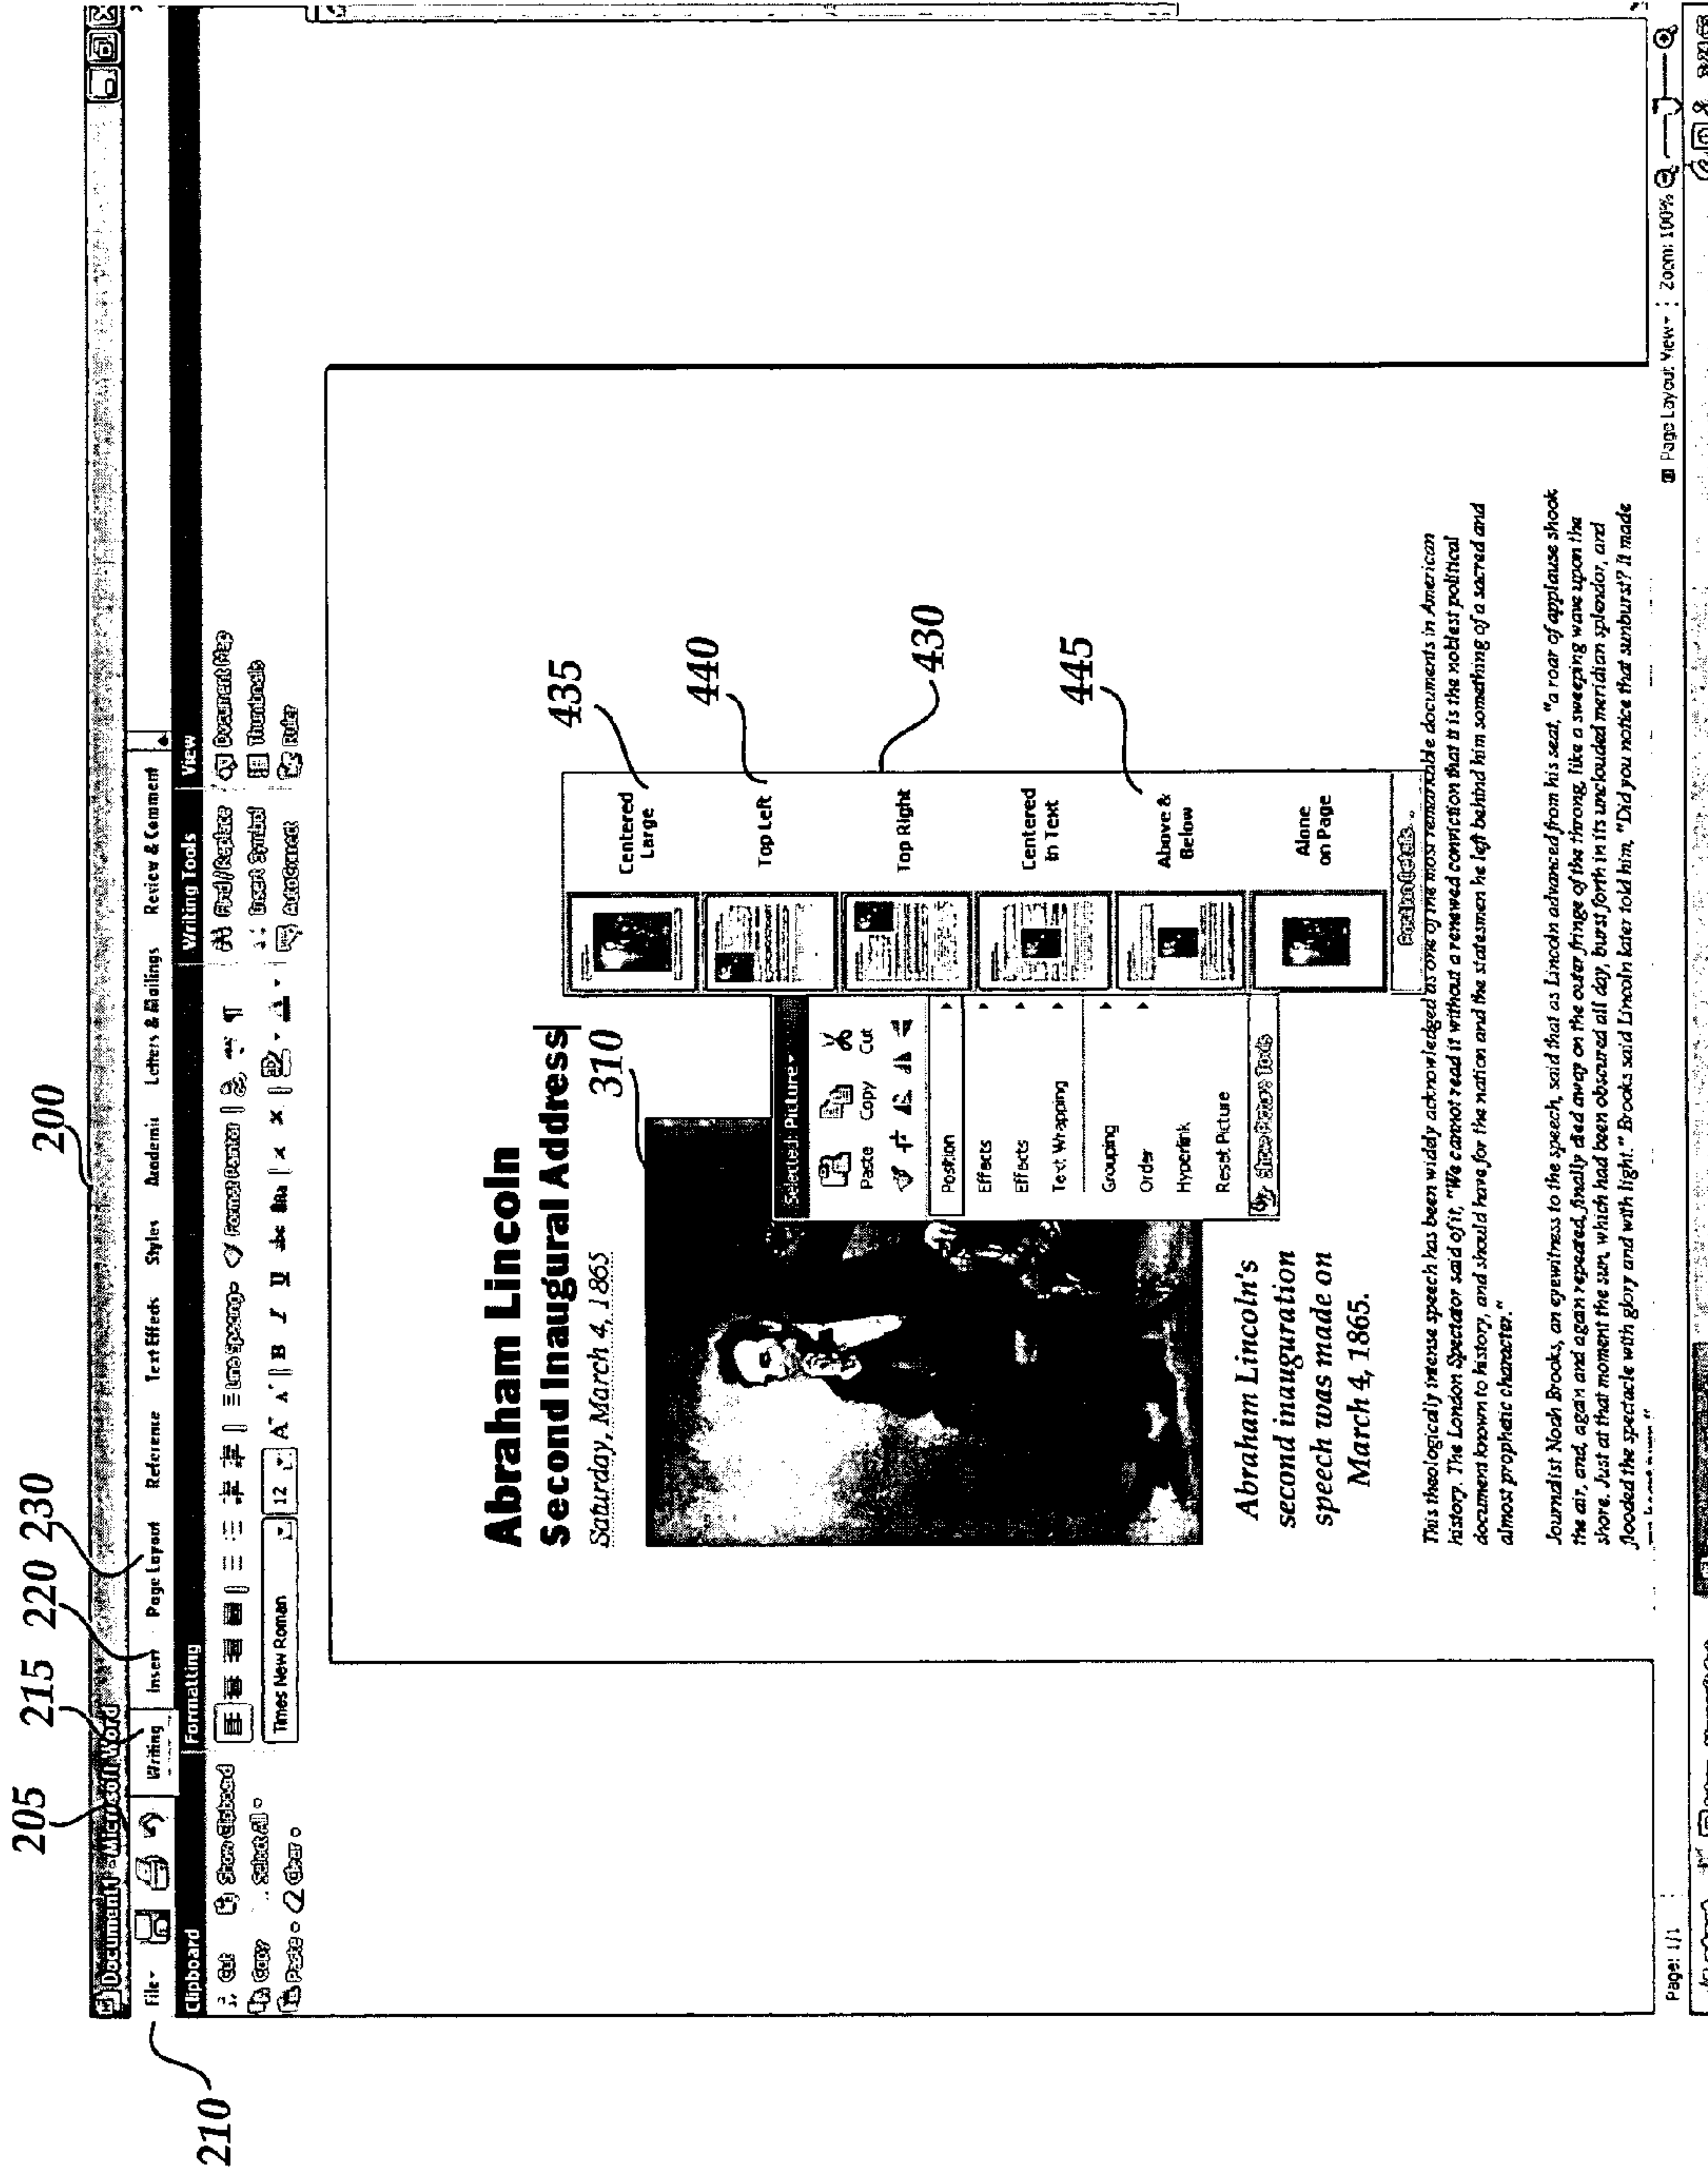 200
205 215 220 230
210
Document1 - Microsoft Word
File Writing Insert Page Layout Reference Text Effects Styles Academic Letters & Mailings Review & Comment
Clipboard Formatting Writing Tools View
Cut Show Clipboard Line Spacing Format Painter Find/Replace Document Map
Copy Select All Times New Roman 12 A A B I U abc Aa x x A Insert Symbol Thumbnails
Paste Clear AutoCorrect Ruler
Abraham Lincoln
Second Inaugural Address
Saturday, March 4, 1865
310
Abraham Lincoln's
second inauguration
speech was made on
March 4, 1865.
Selected: Picture
Paste Copy Cut
Position
Effects
Effects
Text Wrapping
Grouping
Order
Hyperlink
Reset Picture
Show Picture Tools
Centered
Large
435
Top Left
440
Top Right
430
Centered
In Text
Above &
Below
445
Alone
on Page
Position Details...
This theologically intense speech has been widely acknowledged as one of the most remarkable documents in American
history. The London Spectator said of it, "We cannot read it without a renewed conviction that it is the noblest political
document known to history, and should have for the nation and the statesmen he left behind him something of a sacred and
almost prophetic character."
Journalist Noah Brooks, an eyewitness to the speech, said that as Lincoln advanced from his seat, "a roar of applause shook
the air, and, again and again repeated, finally died away on the outer fringe of the throng, like a sweeping wave upon the
shore. Just at that moment the sun, which had been obscured all day, burst forth in its unclouded meridian splendor, and
flooded the spectacle with glory and with light." Brooks said Lincoln later told him, "Did you notice that sunburst? It made
Page: 1/1 Page Layout View Zoom: 100%